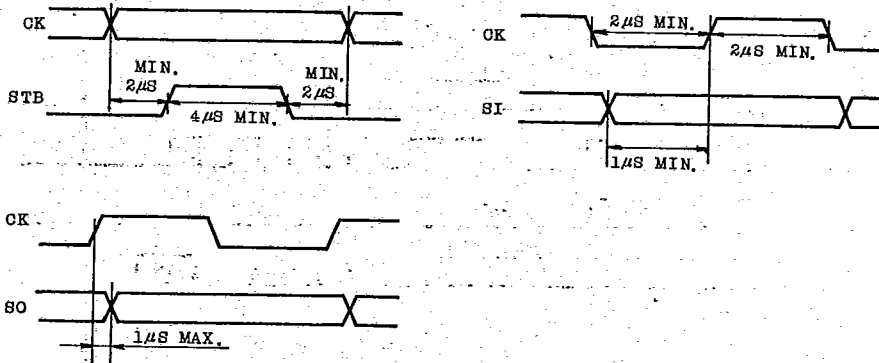 CK
MIN.
2μS
MIN.
2μS
STB
4μS MIN.
CK
2μS MIN.
2μS MIN.
SI
1μS MIN.
CK
SO
1μS MAX.